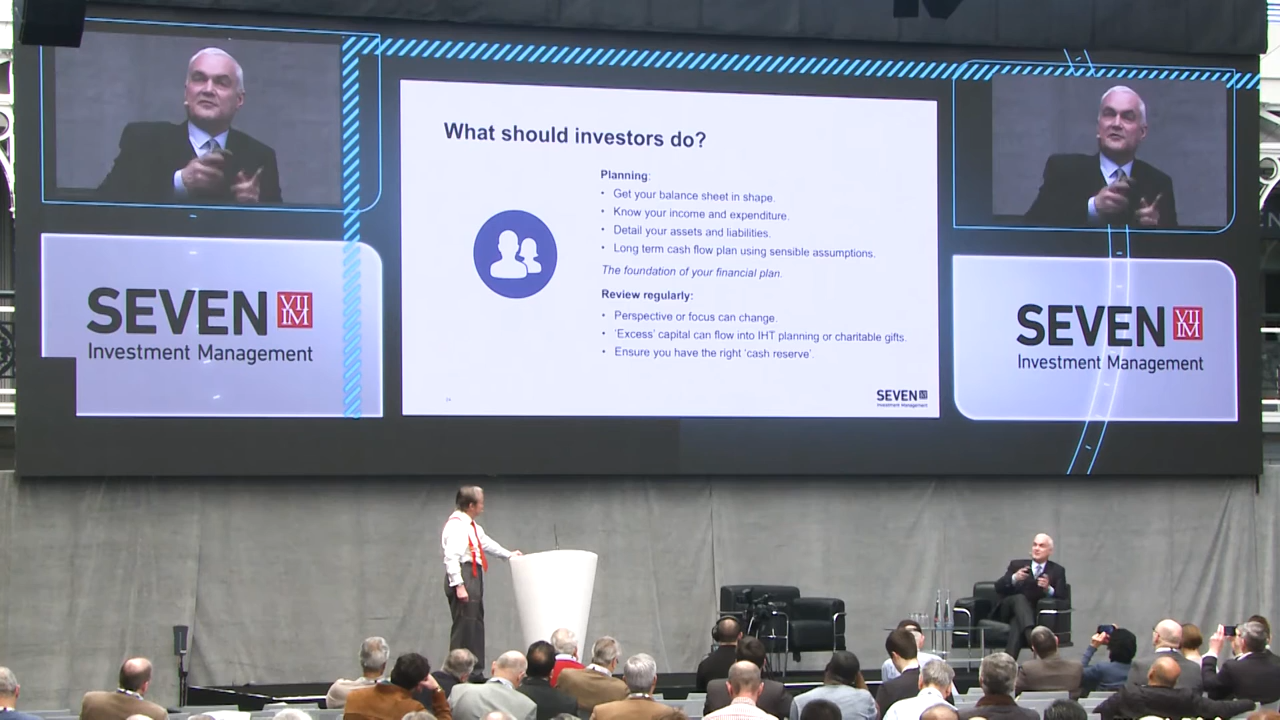 What should investors do?
Planning:
• Get your balance sheet in shape.
• Know your income and expenditure.
• Detail your assets and liabilities.
• Long term cash flow plan using sensible assumptions.
The foundation of your financial plan.
Review regularly:
• Perspective or focus can change.
• 'Excess' capital can flow into IHT planning or charitable gifts.
• Ensure you have the right 'cash reserve'.
SEVEN
Investment Management
SEVEN VII IM
Investment Management
SEVEN VII IM
Investment Management